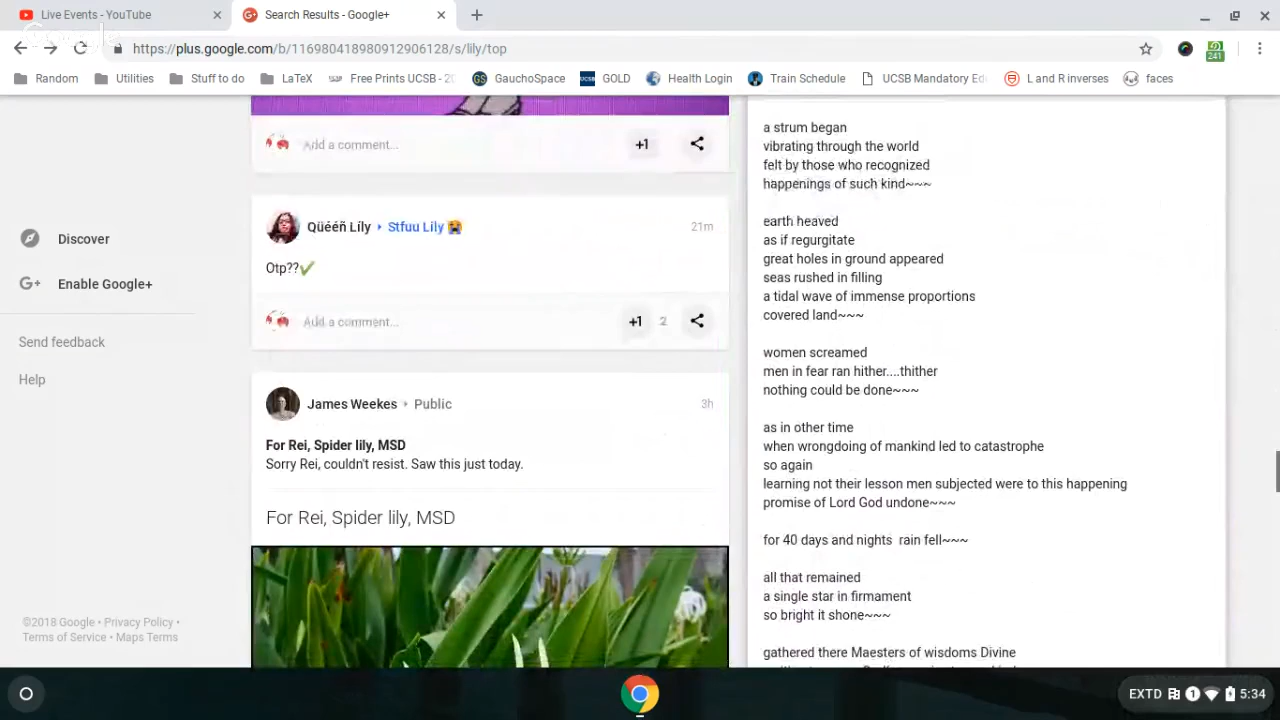 Live Events - YouTube
Search Results - Google+
Google
https://plus.google.com/b/116980418980912906128/s/lily/top
241
Random
Utilities
Stuff to do
LaTeX
Free Prints UCSB - 20
GauchoSpace
GOLD
Health Login
Train Schedule
UCSB Mandatory Ed
L and R inverses
faces
Discover
Enable Google+
Send feedback
Help
©2018 Google • Privacy Policy •
Terms of Service • Maps Terms
Add a comment...
+1
Qüééñ Líly
Stfuu Líly 😭
21m
Otp??✅
Add a comment...
+1
2
James Weekes
Public
3h
For Rei, Spider lily, MSD
Sorry Rei, couldn't resist. Saw this just today.
For Rei, Spider lily, MSD
a strum began
vibrating through the world
felt by those who recognized
happenings of such kind~~~
earth heaved
as if regurgitate
great holes in ground appeared
seas rushed in filling
a tidal wave of immense proportions
covered land~~~
women screamed
men in fear ran hither....thither
nothing could be done~~~
as in other time
when wrongdoing of mankind led to catastrophe
so again
learning not their lesson men subjected were to this happening
promise of Lord God undone~~~
for 40 days and nights  rain fell~~~
all that remained
a single star in firmament
so bright it shone~~~
gathered there Maesters of wisdoms Divine
EXTD
1
5:34